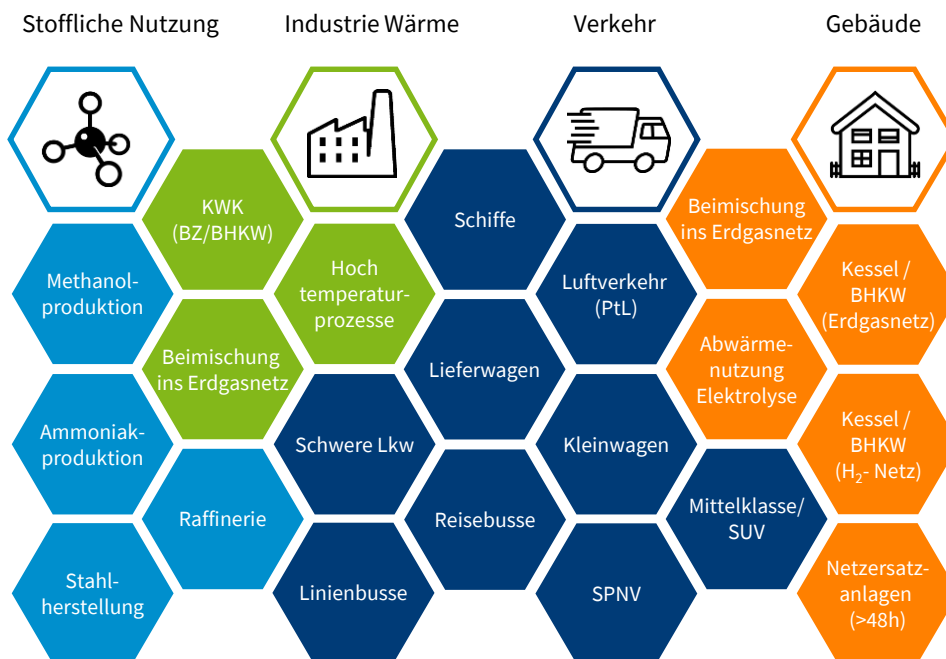 Stoffliche Nutzung
Industrie Wärme
Verkehr
Gebäude
Methanol-
produktion
Ammoniak-
produktion
Stahl-
herstellung
KWK
(BZ/BHKW)
Beimischung
ins Erdgasnetz
Raffinerie
Hoch
temperatur-
prozesse
Schwere Lkw
Linienbusse
Schiffe
Lieferwagen
Reisebusse
Luftverkehr
(PtL)
Kleinwagen
SPNV
Beimischung
ins Erdgasnetz
Abwärme-
nutzung
Elektrolyse
Mittelklasse/
SUV
Kessel /
BHKW
(Erdgasnetz)
Kessel /
BHKW
(H₂- Netz)
Netzersatz-
anlagen
(>48h)